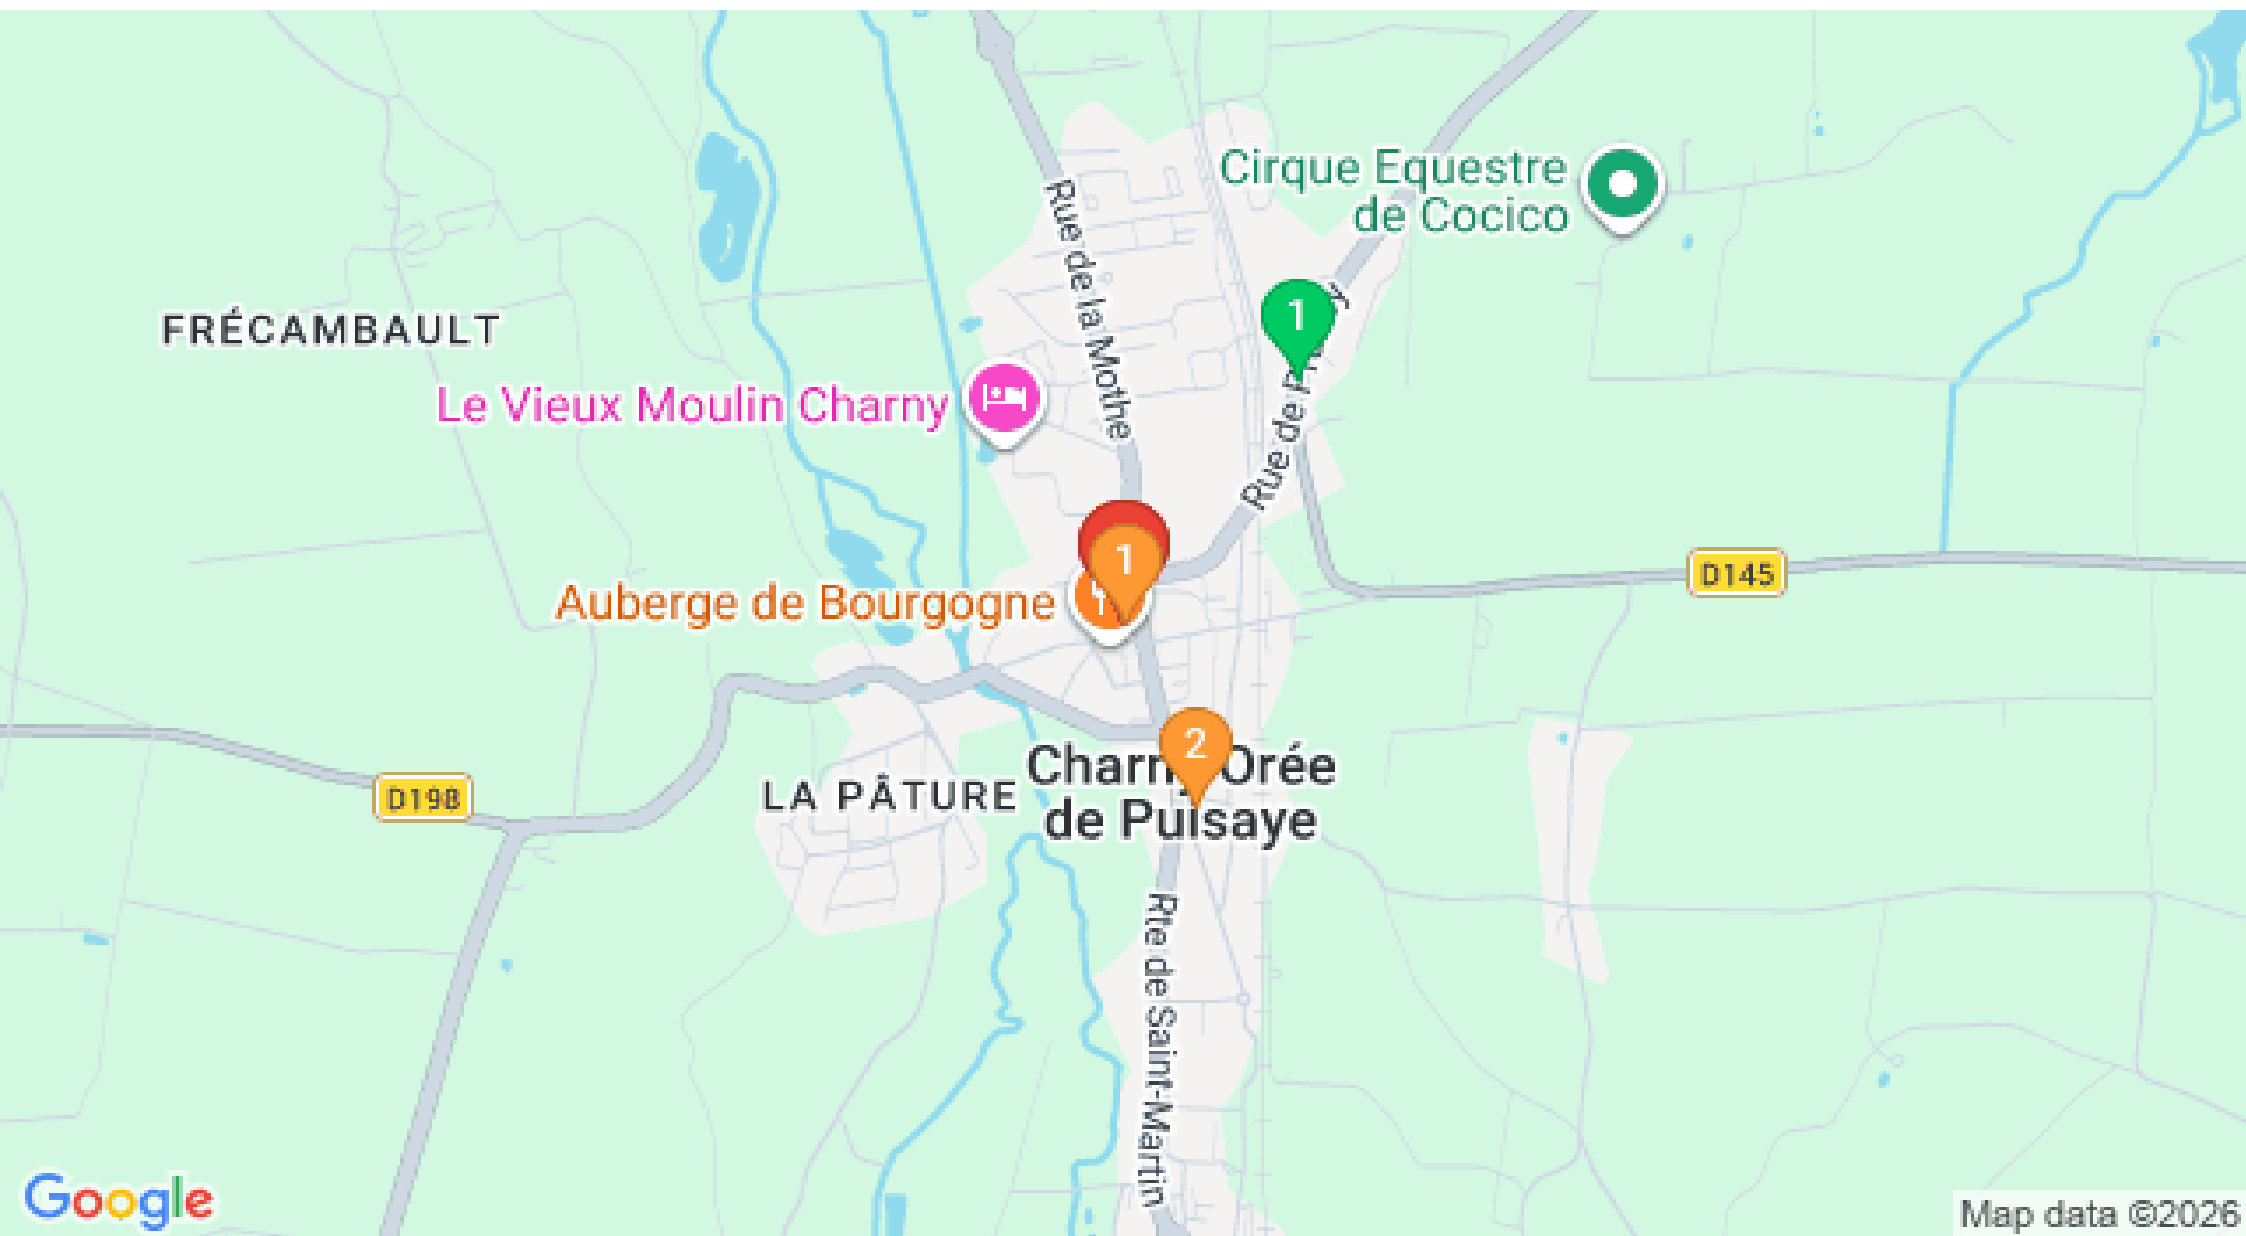 Cirque Equestre
de Cocico
Rue de la Mothe
1
FRÉCAMBAULT
Le Vieux Moulin Charny
Rue de
1
D145
Auberge de Bourgogne
2
Orée
de Puisaye
LA PÂTURE
D198
Rte de Saint-Martin
Google
Map data ©2026